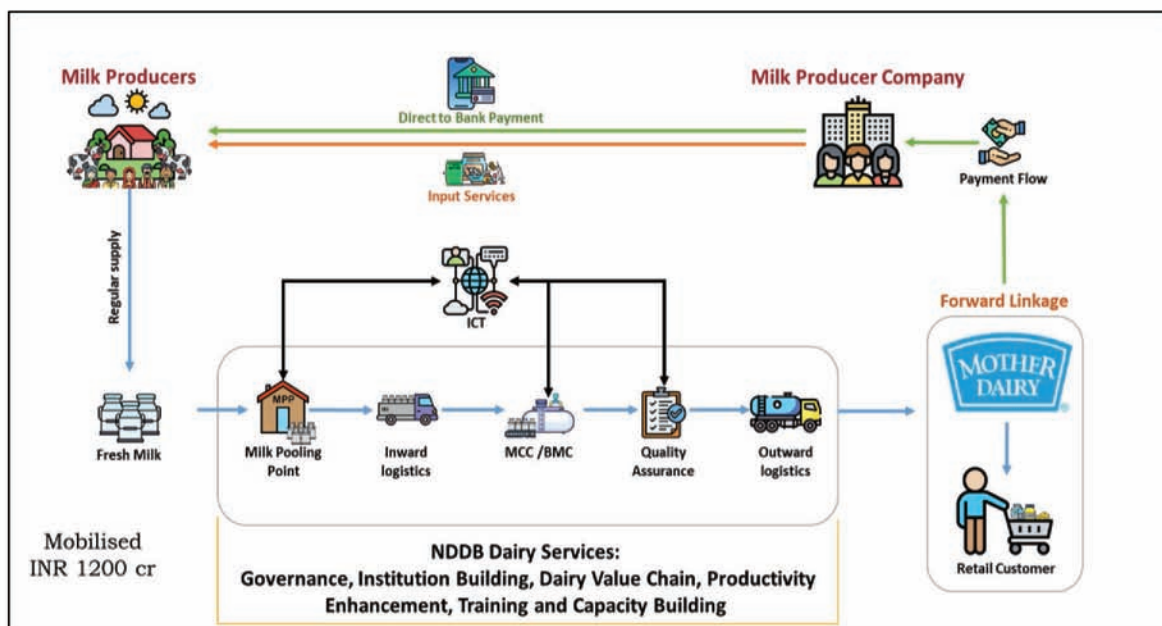 Milk Producers
Milk Producer Company
Direct to Bank Payment
Payment Flow
Input Services
Regular supply
ICT
Forward Linkage
MOTHER
DAIRY
®
MPP
Fresh Milk
Milk Pooling
Point
Inward
logistics
MCC /BMC
Quality
Assurance
Outward
logistics
Retail Customer
Mobilised
INR 1200 cr
NDDB Dairy Services:
Governance, Institution Building, Dairy Value Chain, Productivity
Enhancement, Training and Capacity Building